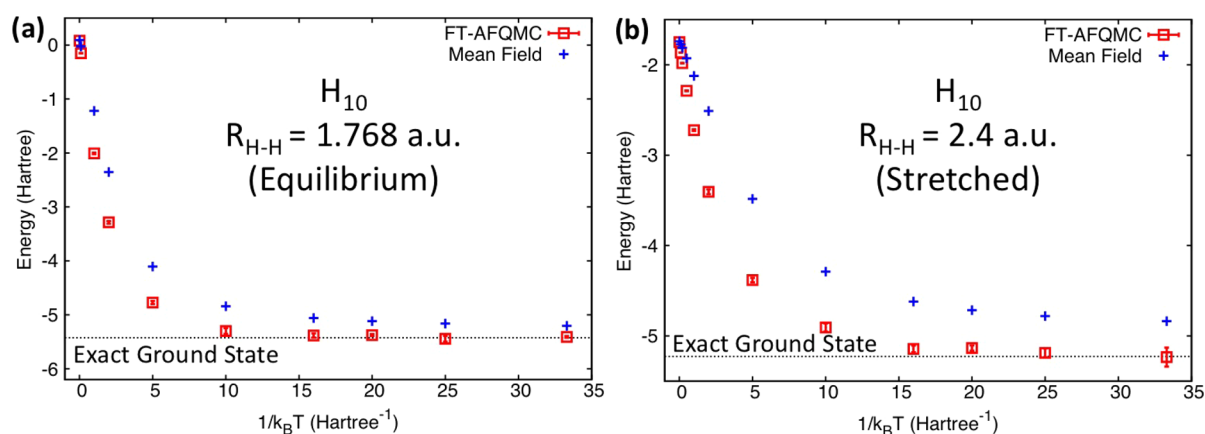 (a)
FT-AFQMC
Mean Field
H10
RH-H = 1.768 a.u.
(Equilibrium)
Energy (Hartree)
0
-1
-2
-3
-4
-5
-6
Exact Ground State
0 5 10 15 20 25 30 35
1/kBT (Hartree⁻¹)
(b)
FT-AFQMC
Mean Field
H10
RH-H = 2.4 a.u.
(Stretched)
Energy (Hartree)
-2
-3
-4
-5
Exact Ground State
0 5 10 15 20 25 30 35
1/kBT (Hartree⁻¹)